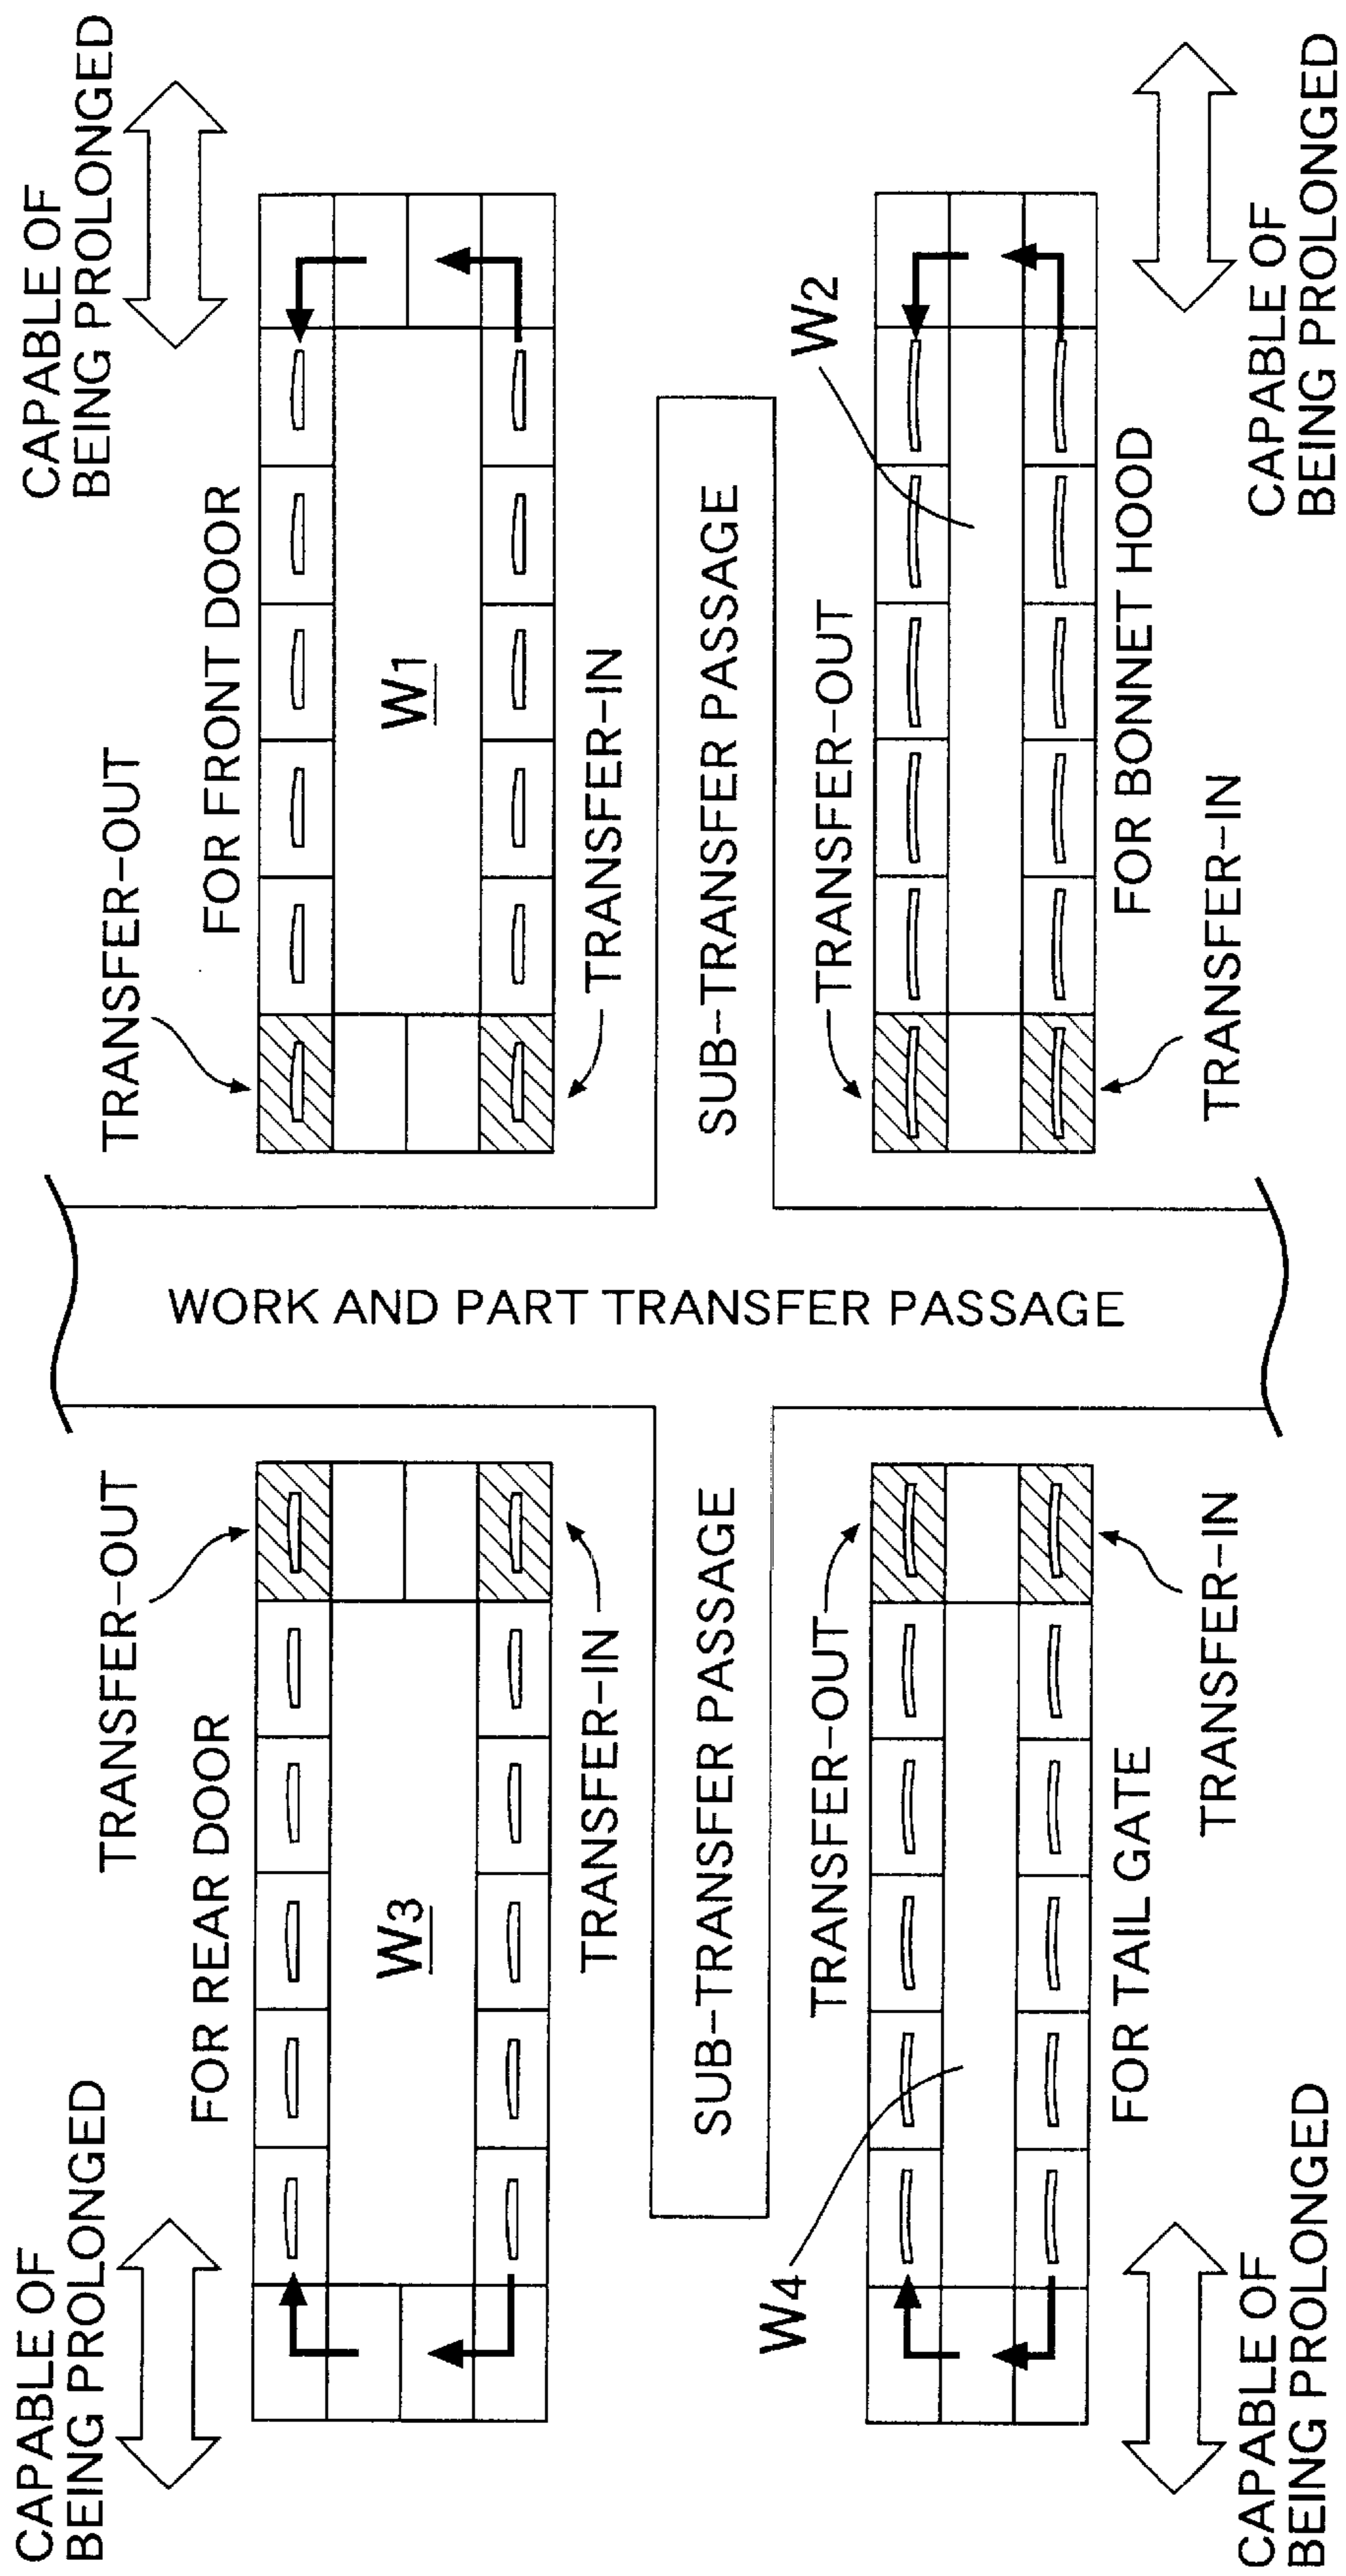 CAPABLE OF
BEING PROLONGED
CAPABLE OF
BEING PROLONGED
TRANSFER-OUT
TRANSFER-OUT
FOR REAR DOOR
FOR FRONT DOOR
W3
W1
TRANSFER-IN
TRANSFER-IN
SUB-TRANSFER PASSAGE
WORK AND PART TRANSFER PASSAGE
SUB-TRANSFER PASSAGE
W4
W2
TRANSFER-OUT
TRANSFER-OUT
FOR TAIL GATE
FOR BONNET HOOD
TRANSFER-IN
TRANSFER-IN
CAPABLE OF
BEING PROLONGED
CAPABLE OF
BEING PROLONGED